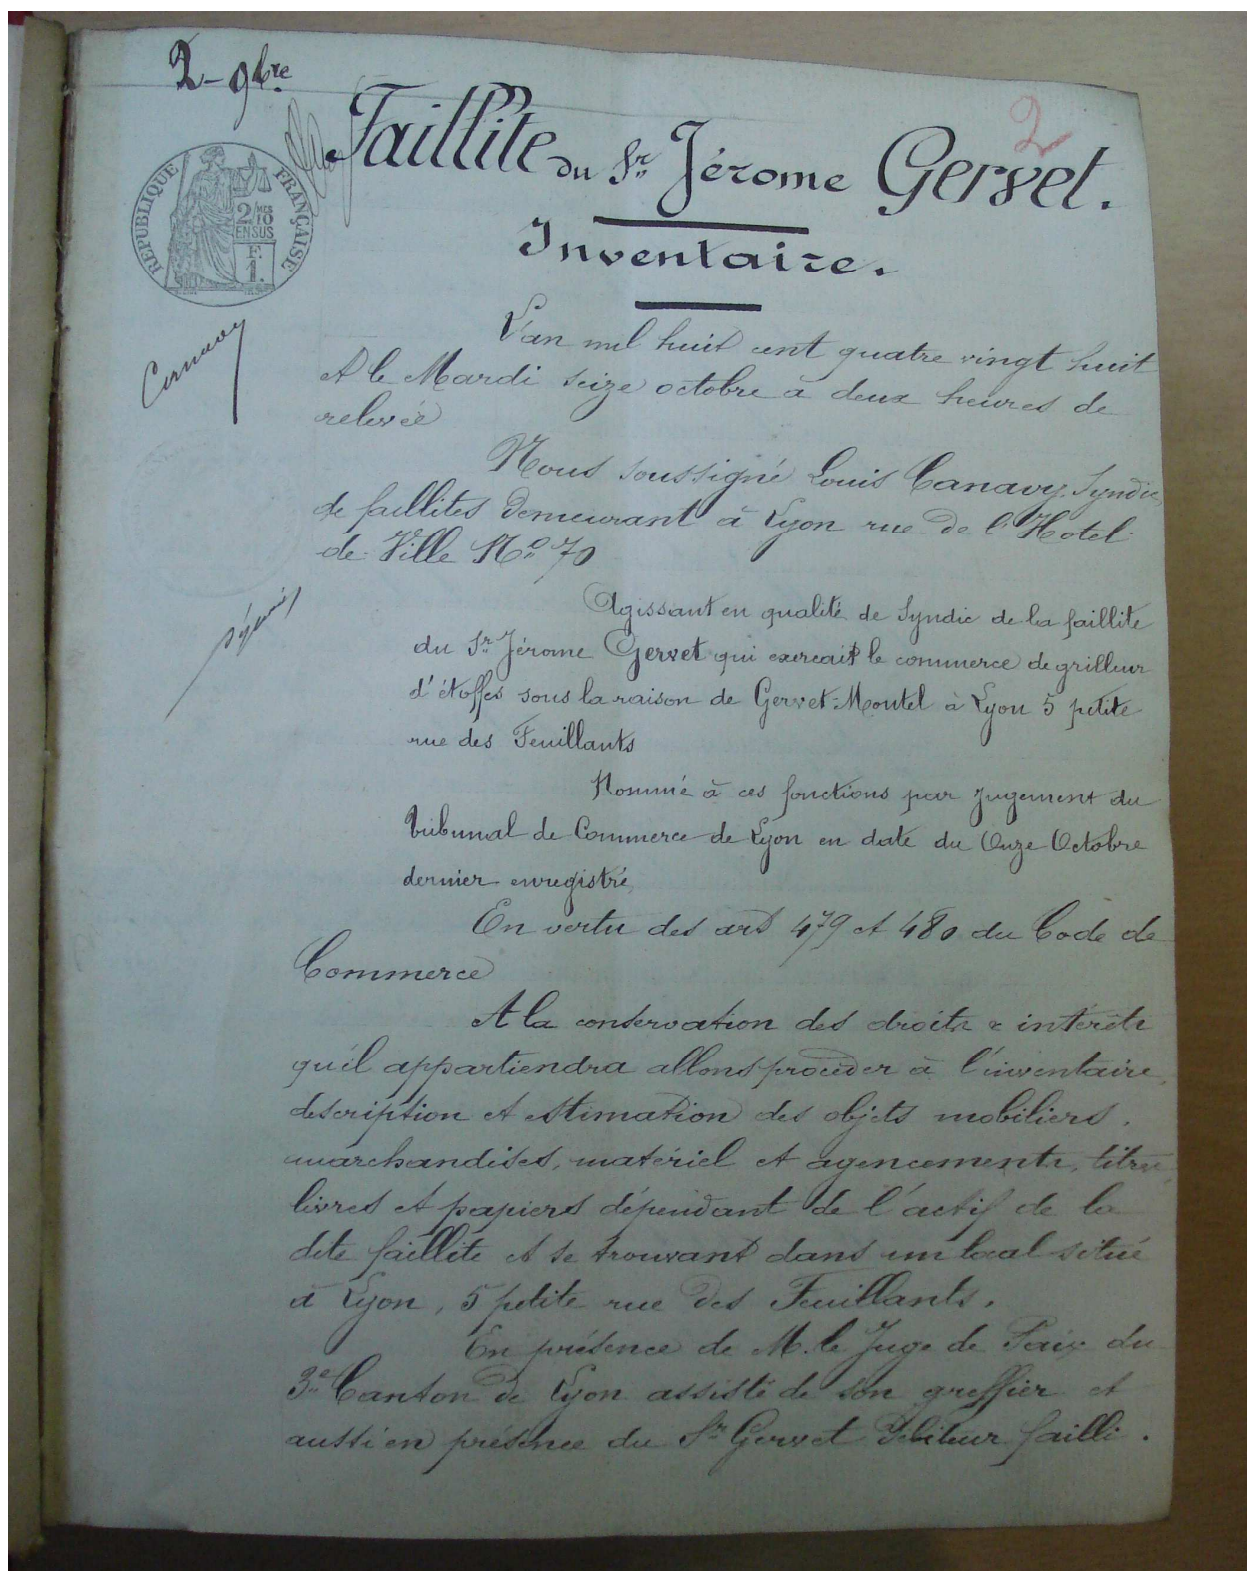 2 - 9bre
2
Faillite du Sr Jérome Gervet.
RÉPUBLIQUE FRANÇAISE
2/10
EN SUS
F.
1.
Inventaire.
L'an mil huit cent quatre vingt huit
et le Mardi seize octobre à deux heures de
relevée
Nous soussigné Louis Canavy Syndic
de faillites demeurant à Lyon rue de l'Hotel
de Ville No 70
Agissant en qualité de Syndic de la faillite
du Sr Jérome Gervet qui exercait le commerce de grilleur
d'étoffes sous la raison de Gervet-Montel à Lyon 5 petite
rue des Feuillants
Nommé à ces fonctions par jugement du
Tribunal de Commerce de Lyon en date du Onze Octobre
dernier enregistré
En vertu des art 479 et 480 du Code de
Commerce
A la conservation des droits & intérêts
qu'il appartiendra allons procéder à l'inventaire,
description et estimation des objets mobiliers,
marchandises, matériel et agencements, titres
livres et papiers dépendant de l'actif de la
dite faillite et se trouvant dans un local situé
à Lyon, 5 petite rue des Feuillants.
En présence de M. le Juge de Paix du
3e Canton de Lyon assisté de son greffier et
aussi en présence du Sr Gervet débiteur failli.